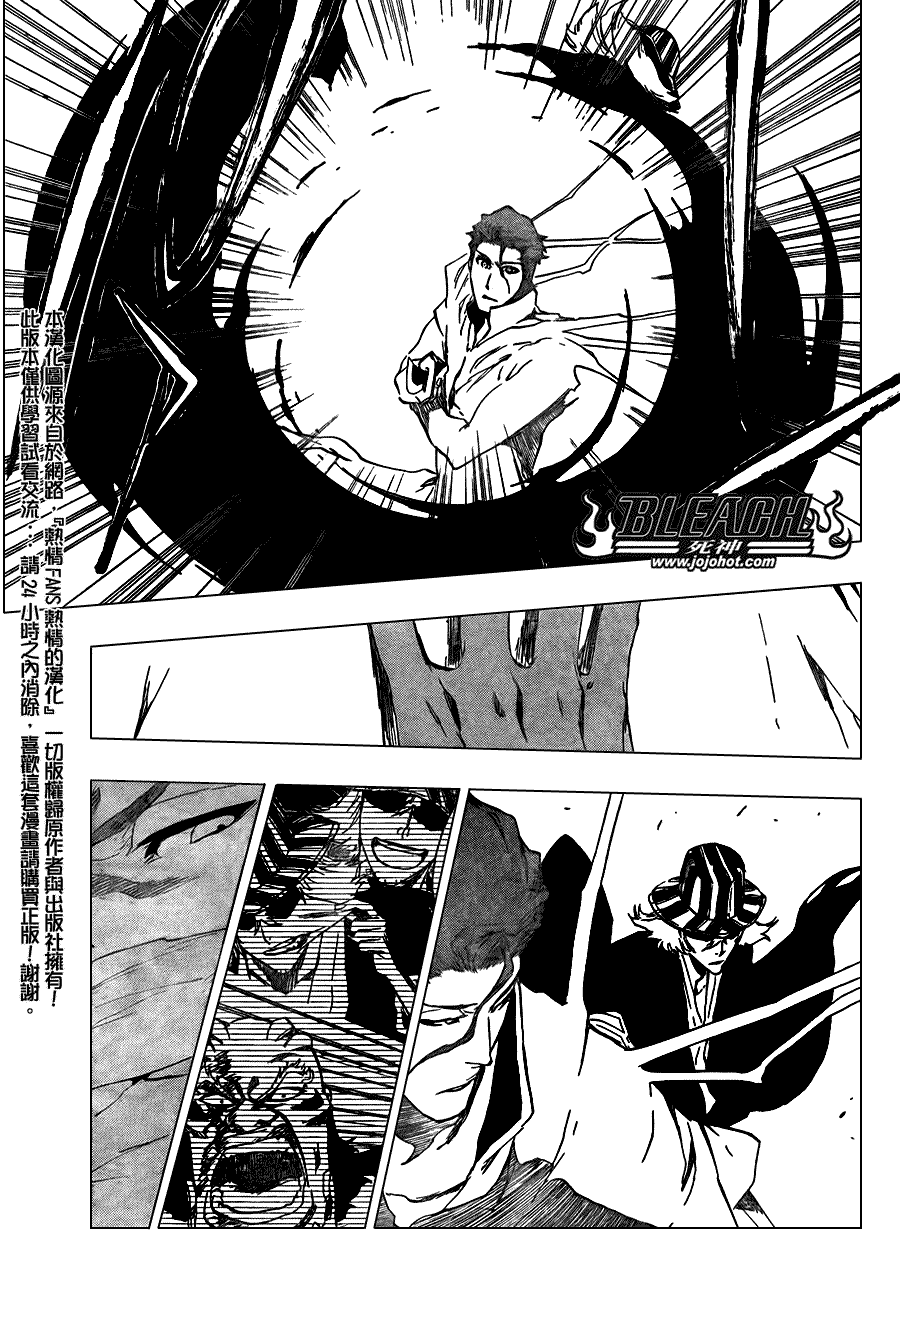 本漢化圖源來自於網路，『熱情FANS 熱情的漢化』一切版權歸原作者與出版社擁有！
此版本僅供學習試看交流...請24小時之內消除，喜歡這套漫畫請購買正版！謝謝。
BLEACH
死神
www.jojohot.com